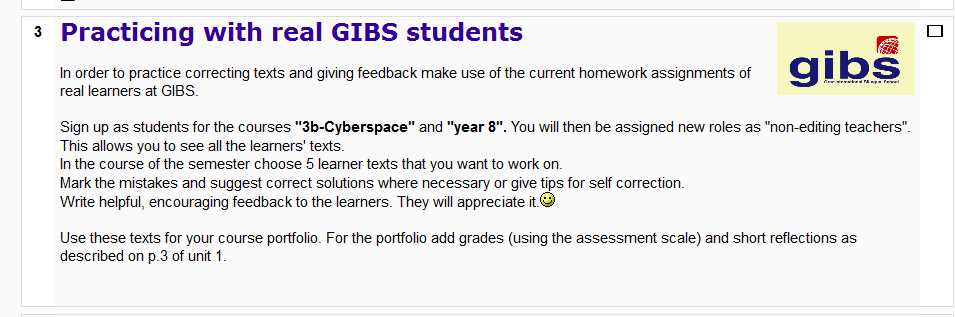 3
Practicing with real GIBS students
gibs
Graz International Bilingual School
In order to practice correcting texts and giving feedback make use of the current homework assignments of
real learners at GIBS.
Sign up as students for the courses "3b-Cyberspace" and "year 8". You will then be assigned new roles as "non-editing teachers".
This allows you to see all the learners' texts.
In the course of the semester choose 5 learner texts that you want to work on.
Mark the mistakes and suggest correct solutions where necessary or give tips for self correction.
Write helpful, encouraging feedback to the learners. They will appreciate it.
Use these texts for your course portfolio. For the portfolio add grades (using the assessment scale) and short reflections as
described on p.3 of unit 1.